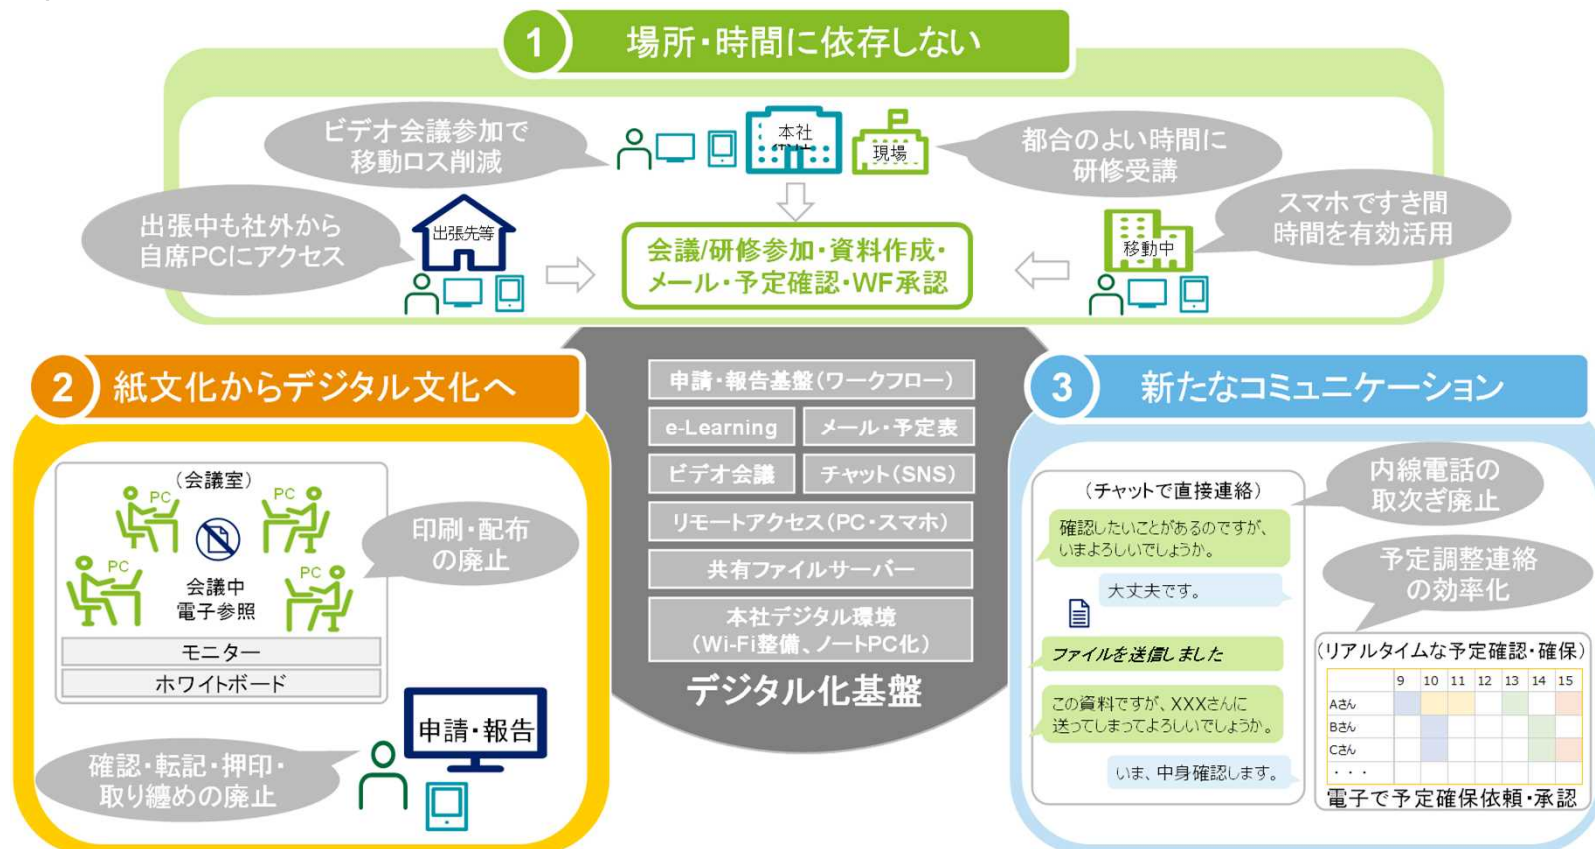 1 場所・時間に依存しない
ビデオ会議参加で
移動ロス削減
本社
現場
都合のよい時間に
研修受講
出張中も社外から
自席PCにアクセス
出張先等
会議/研修参加・資料作成・
メール・予定確認・WF承認
移動中
スマホですき間
時間を有効活用
2 紙文化からデジタル文化へ
(会議室)
PC
PC
PC
PC
会議中
電子参照
モニター
ホワイトボード
印刷・配布
の廃止
申請・報告
確認・転記・押印・
取り纏めの廃止
申請・報告基盤(ワークフロー)
e-Learning
メール・予定表
ビデオ会議
チャット(SNS)
リモートアクセス(PC・スマホ)
共有ファイルサーバー
本社デジタル環境
(Wi-Fi整備、ノートPC化)
デジタル化基盤
3 新たなコミュニケーション
(チャットで直接連絡)
確認したいことがあるのですが、
いまよろしいでしょうか。
大丈夫です。
ファイルを送信しました
この資料ですが、XXXさんに
送ってしまってよろしいでしょうか。
いま、中身確認します。
内線電話の
取次ぎ廃止
予定調整連絡
の効率化
(リアルタイムな予定確認・確保)
9 10 11 12 13 14 15
Aさん
Bさん
Cさん
・・・
電子で予定確保依頼・承認